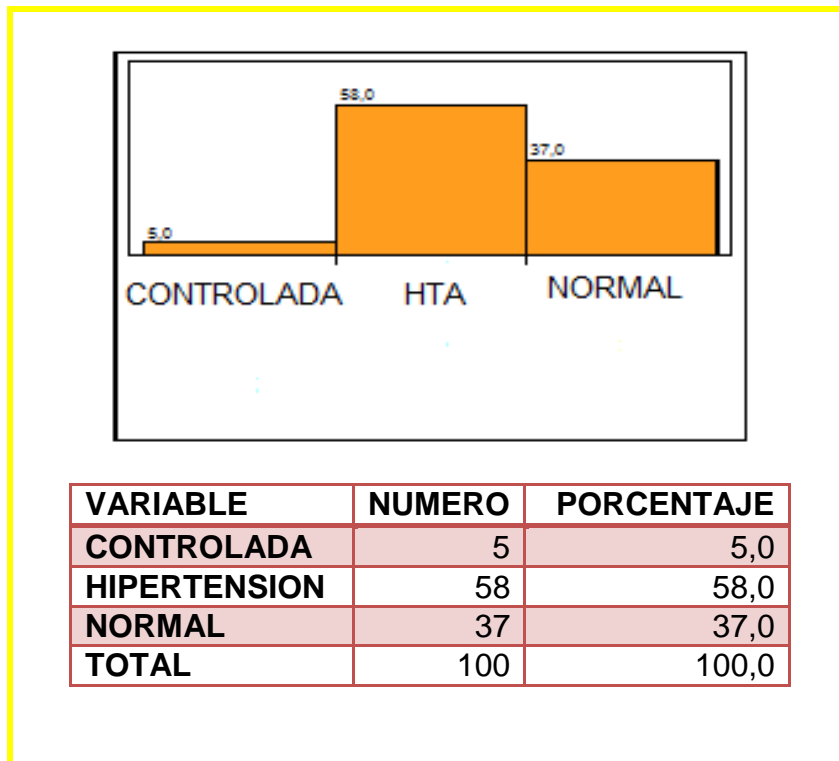 58,0
37,0
5,0
CONTROLADA HTA NORMAL
VARIABLE NUMERO PORCENTAJE
CONTROLADA 5 5,0
HIPERTENSION 58 58,0
NORMAL 37 37,0
TOTAL 100 100,0